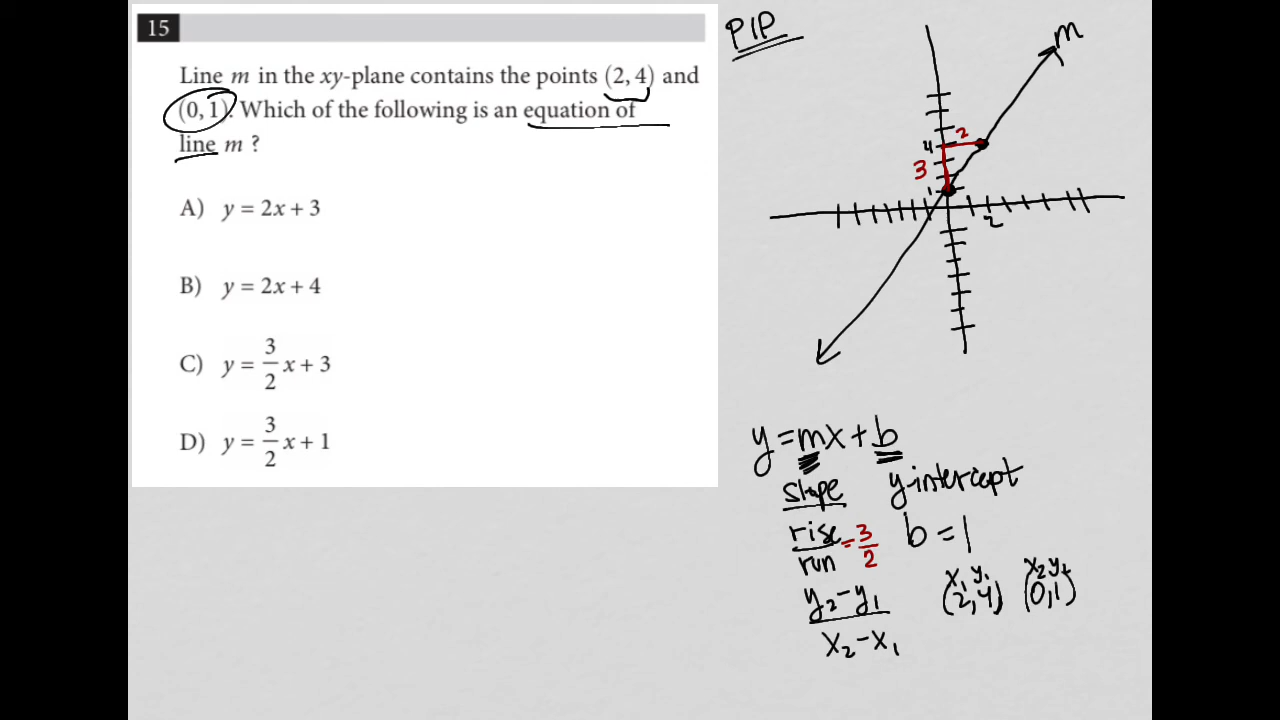 15
Line m in the xy-plane contains the points (2, 4) and
(0, 1). Which of the following is an equation of
line m ?
A) y = 2x + 3
B) y = 2x + 4
C) y = 3/2 x + 3
D) y = 3/2 x + 1
PIP
m
4
2
3
1
2
y = mx + b
slope y-intercept
rise/run = 3/2 b = 1
x₁ y₁ x₂ y₂
y₂ - y₁ (2, 4) (0, 1)
x₂ - x₁